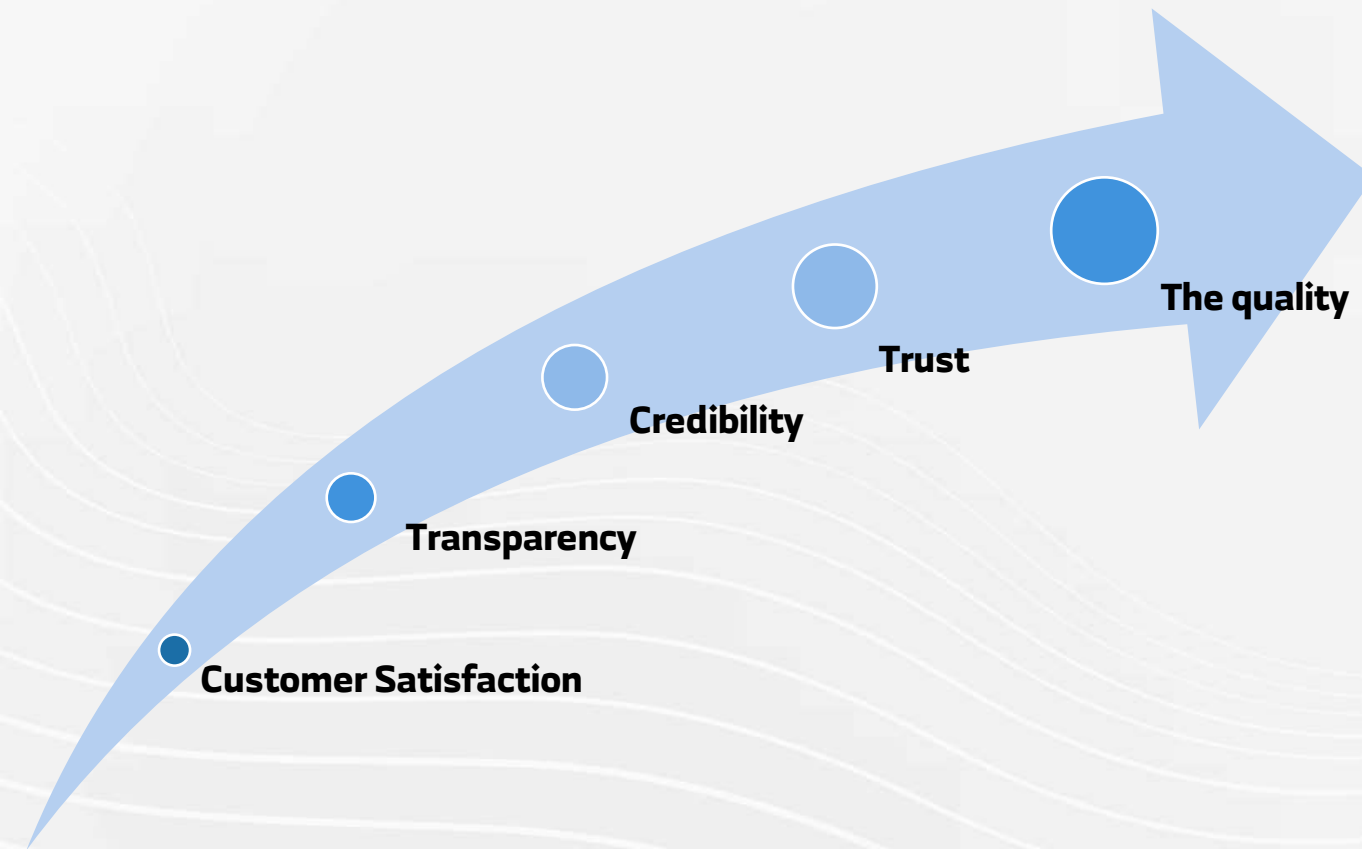 The quality
Trust
Credibility
Transparency
Customer Satisfaction